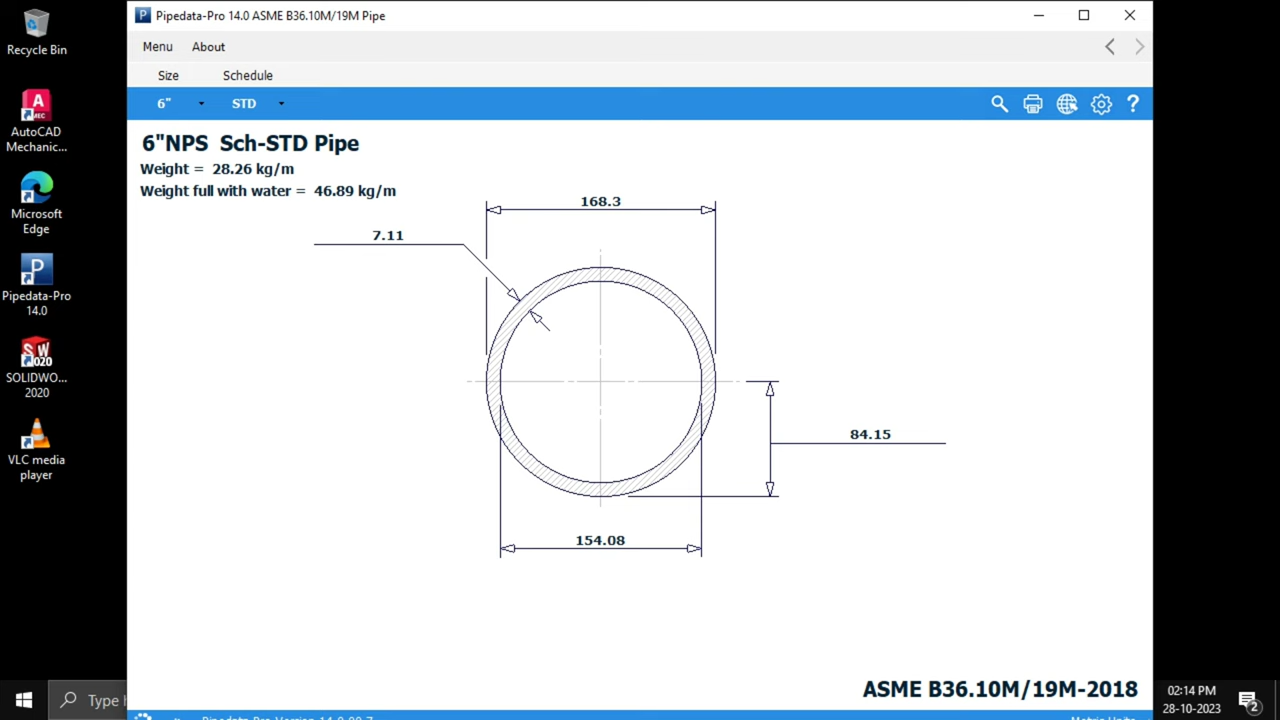 Recycle Bin
AutoCAD
Mechanic...
Microsoft
Edge
Pipedata-Pro
14.0
SOLIDWO...
2020
VLC media
player
Pipedata-Pro 14.0 ASME B36.10M/19M Pipe
Menu About
Size Schedule
6" STD
6"NPS Sch-STD Pipe
Weight = 28.26 kg/m
Weight full with water = 46.89 kg/m
168.3
7.11
84.15
154.08
ASME B36.10M/19M-2018
Type
02:14 PM
28-10-2023
2